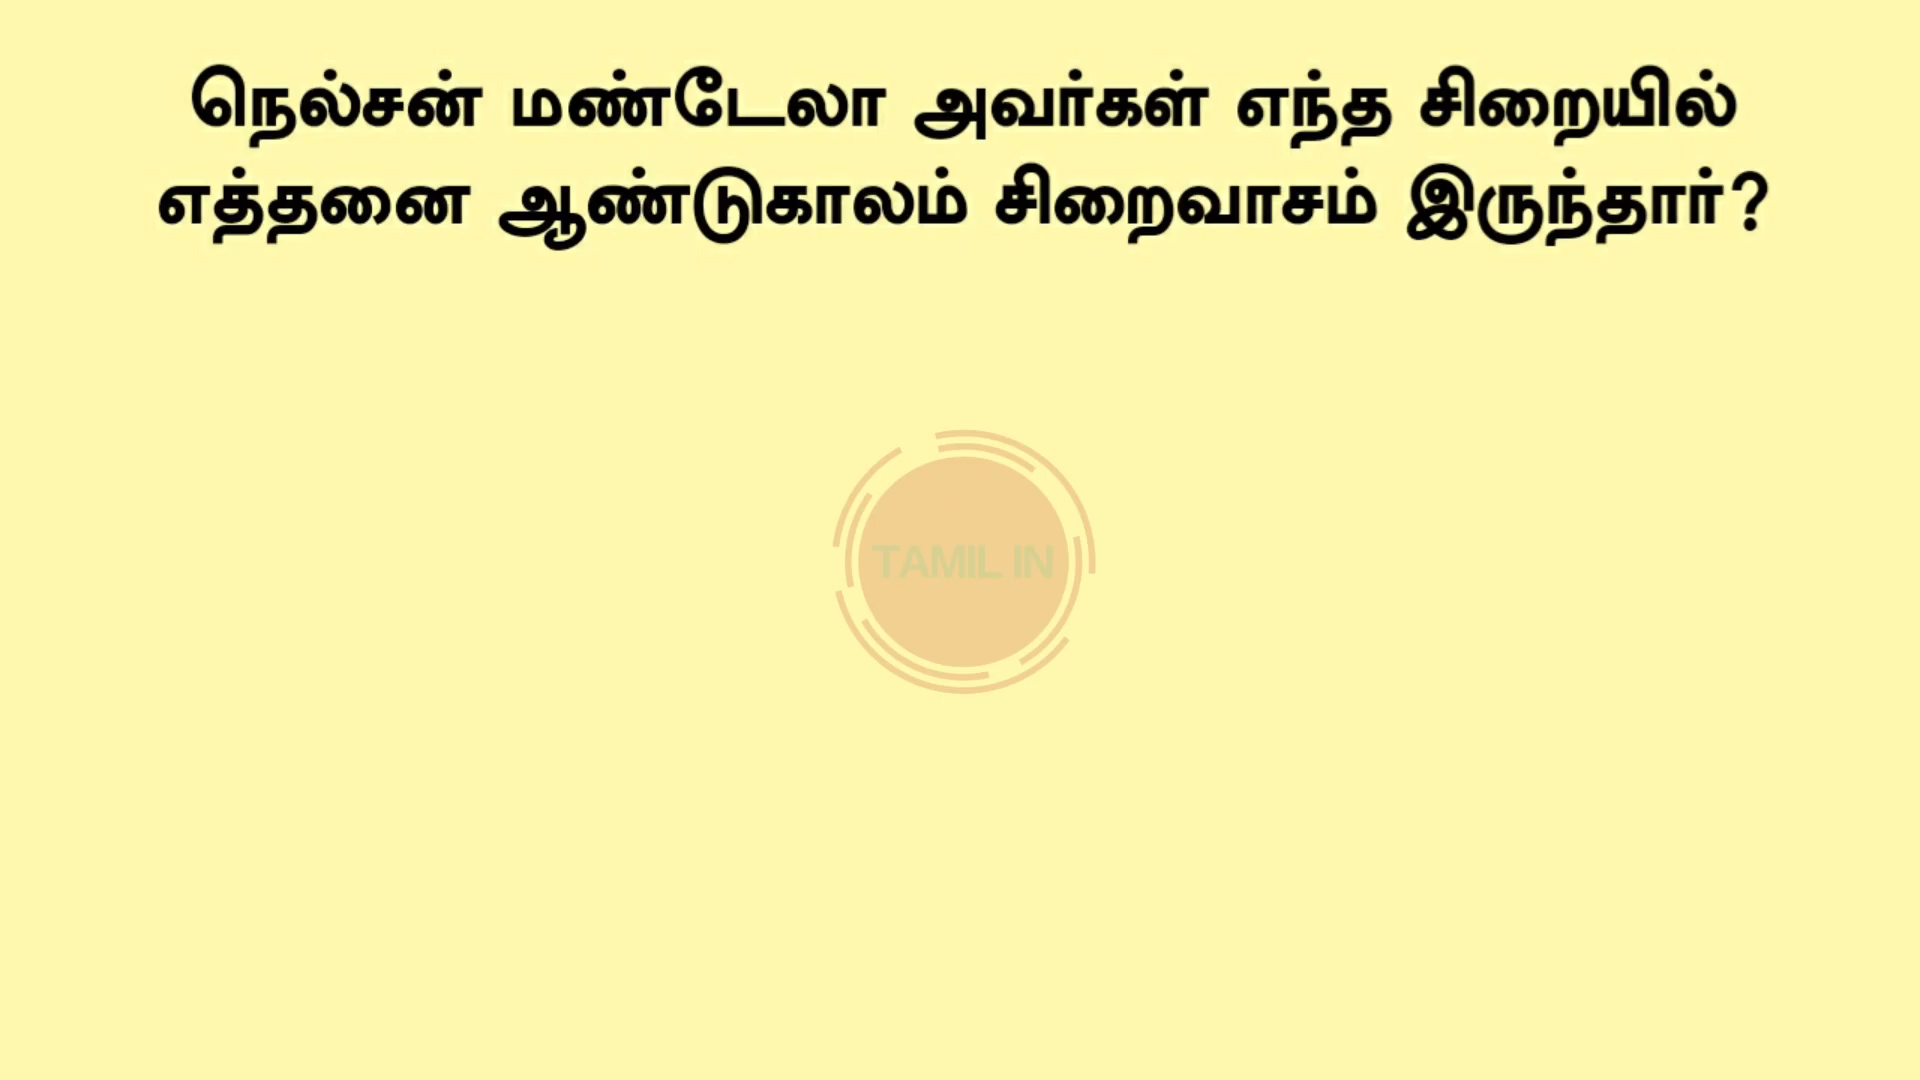 நெல்சன் மண்டேலா அவர்கள் எந்த சிறையில்
எத்தனை ஆண்டுகாலம் சிறைவாசம் இருந்தார்?
TAMIL IN